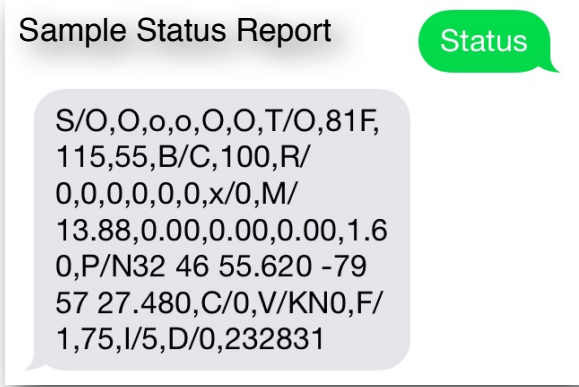 Sample Status Report
Status
S/O,O,o,o,O,O,T/O,81F,
115,55,B/C,100,R/
0,0,0,0,0,0,x/0,M/
13.88,0.00,0.00,0.00,1.6
0,P/N32 46 55.620 -79
57 27.480,C/0,V/KN0,F/
1,75,I/5,D/0,232831